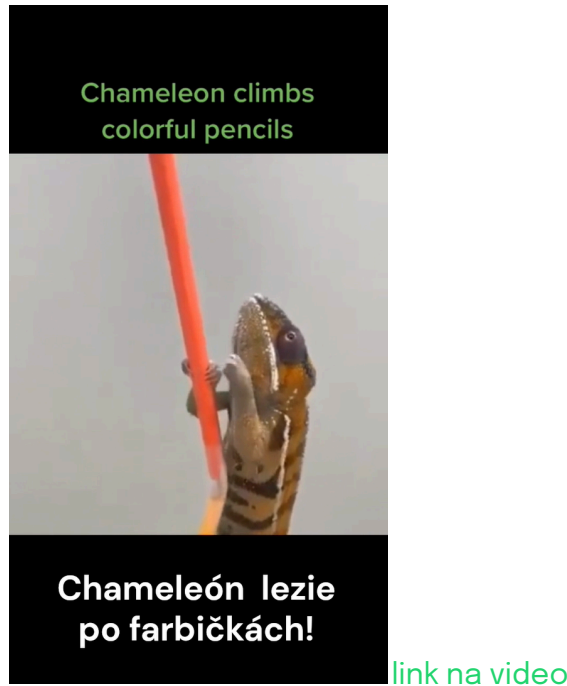 Chameleon climbs
colorful pencils
Chameleón lezie
po farbičkách!
link na video